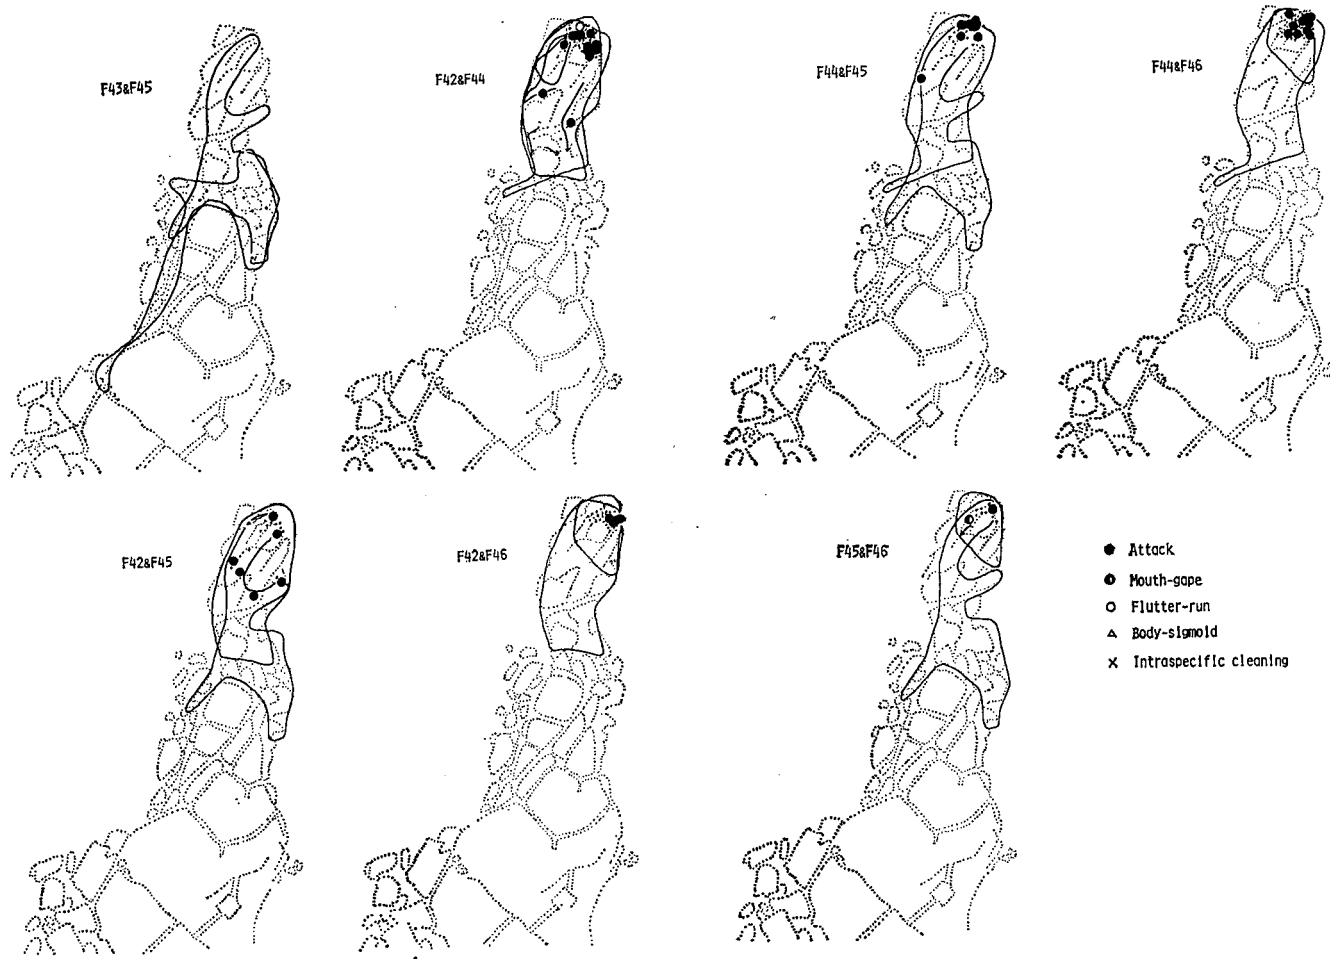 F43&F45
F42&F44
F44&F45
F44&F46
F42&F45
F42&F46
F45&F46
Attack
Mouth-gape
Flutter-run
Body-sigmoid
Intraspecific cleaning